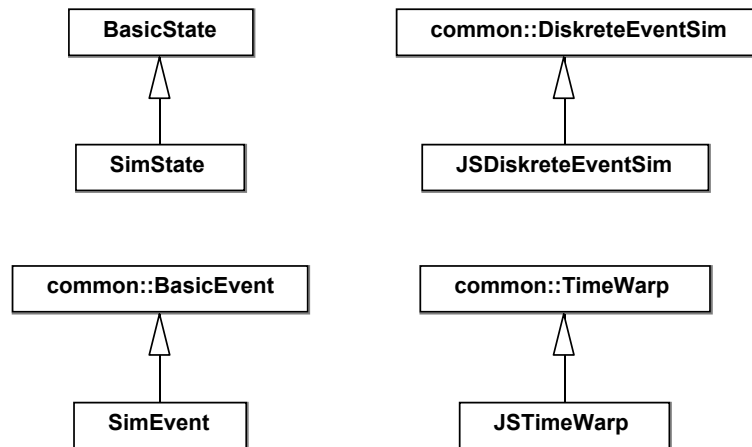 BasicState
common::DiskreteEventSim
SimState
JSDiskreteEventSim
common::BasicEvent
common::TimeWarp
SimEvent
JSTimeWarp